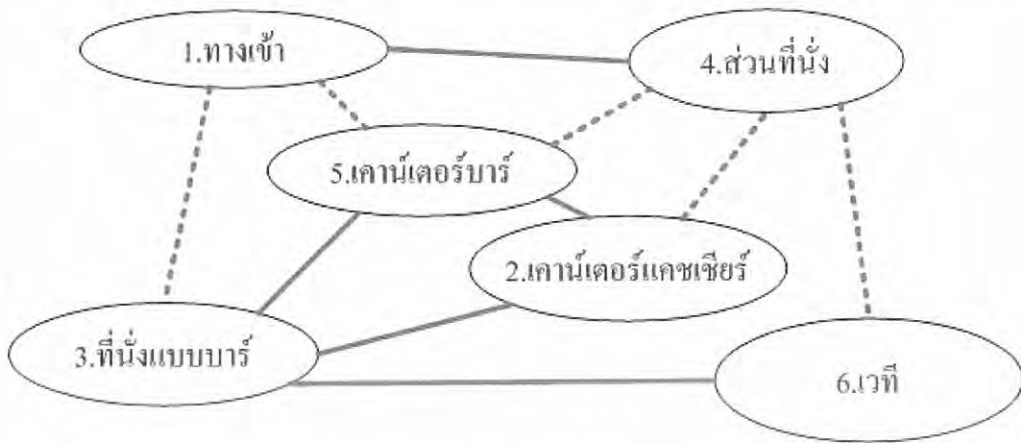 1.ทางเข้า
4.ส่วนที่นั่ง
5.เคาน์เตอร์บาร์
2.เคาน์เตอร์แคชเชียร์
3.ที่นั่งแบบบาร์
6.เวที